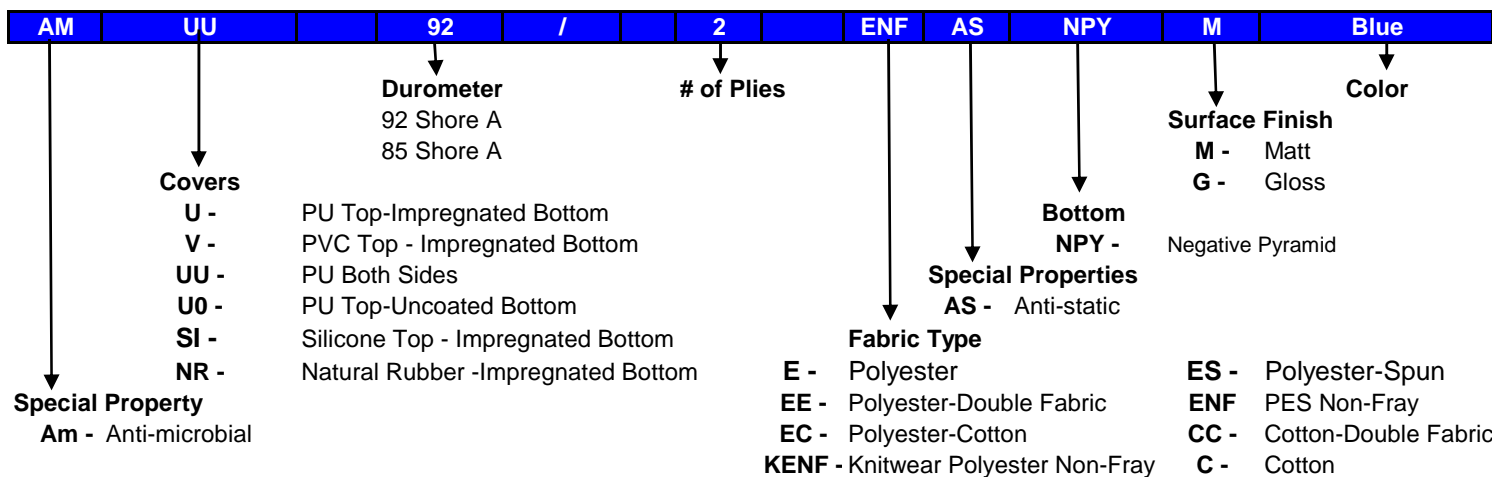 AM UU 92 / 2 ENF AS NPY M Blue
Durometer # of Plies Color
92 Shore A Surface Finish
85 Shore A M - Matt
Covers G - Gloss
U - PU Top-Impregnated Bottom Bottom
V - PVC Top - Impregnated Bottom NPY - Negative Pyramid
UU - PU Both Sides Special Properties
U0 - PU Top-Uncoated Bottom AS - Anti-static
SI - Silicone Top - Impregnated Bottom Fabric Type
NR - Natural Rubber -Impregnated Bottom E - Polyester ES - Polyester-Spun
Special Property EE - Polyester-Double Fabric ENF PES Non-Fray
Am - Anti-microbial EC - Polyester-Cotton CC - Cotton-Double Fabric
KENF - Knitwear Polyester Non-Fray C - Cotton